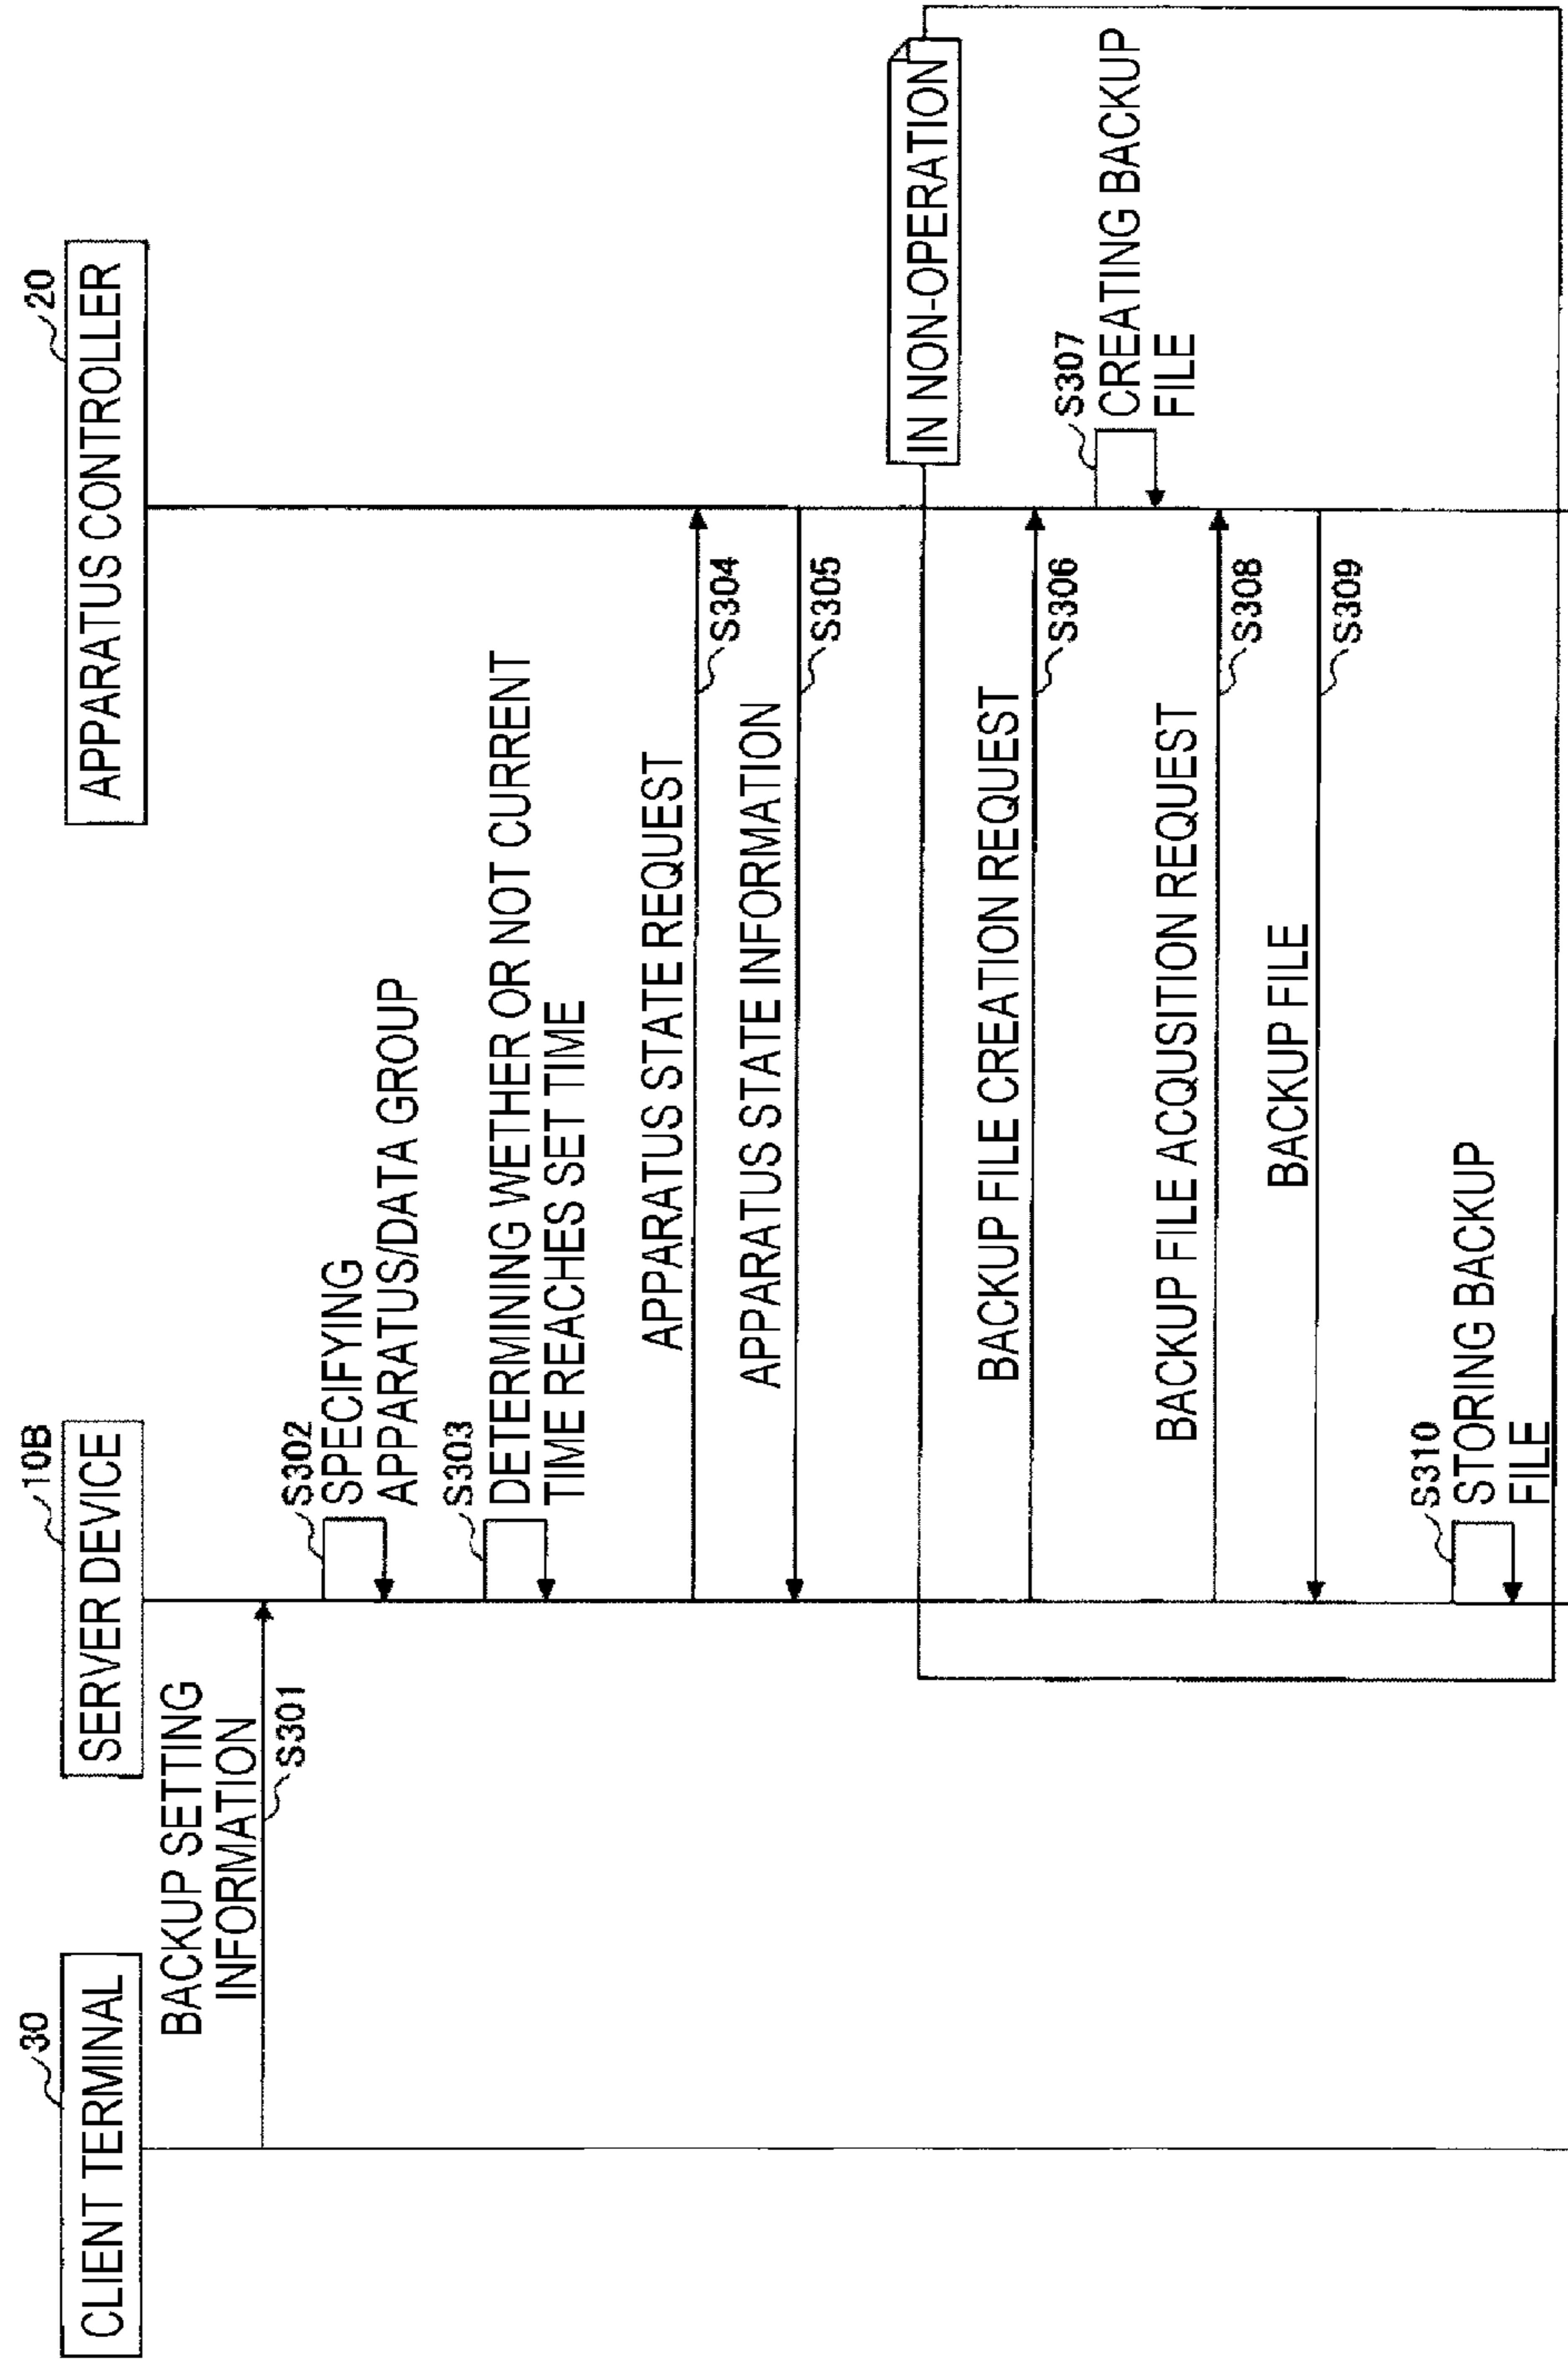 30
CLIENT TERMINAL
10B
SERVER DEVICE
20
APPARATUS CONTROLLER
BACKUP SETTING
INFORMATION
S301
S302
SPECIFYING
APPARATUS/DATA GROUP
S303
DETERMINING WETHER OR NOT CURRENT
TIME REACHES SET TIME
APPARATUS STATE REQUEST
S304
APPARATUS STATE INFORMATION
S305
IN NON-OPERATION
BACKUP FILE CREATION REQUEST
S306
S307
CREATING BACKUP
FILE
BACKUP FILE ACQUSITION REQUEST
S308
BACKUP FILE
S309
S310
STORING BACKUP
FILE